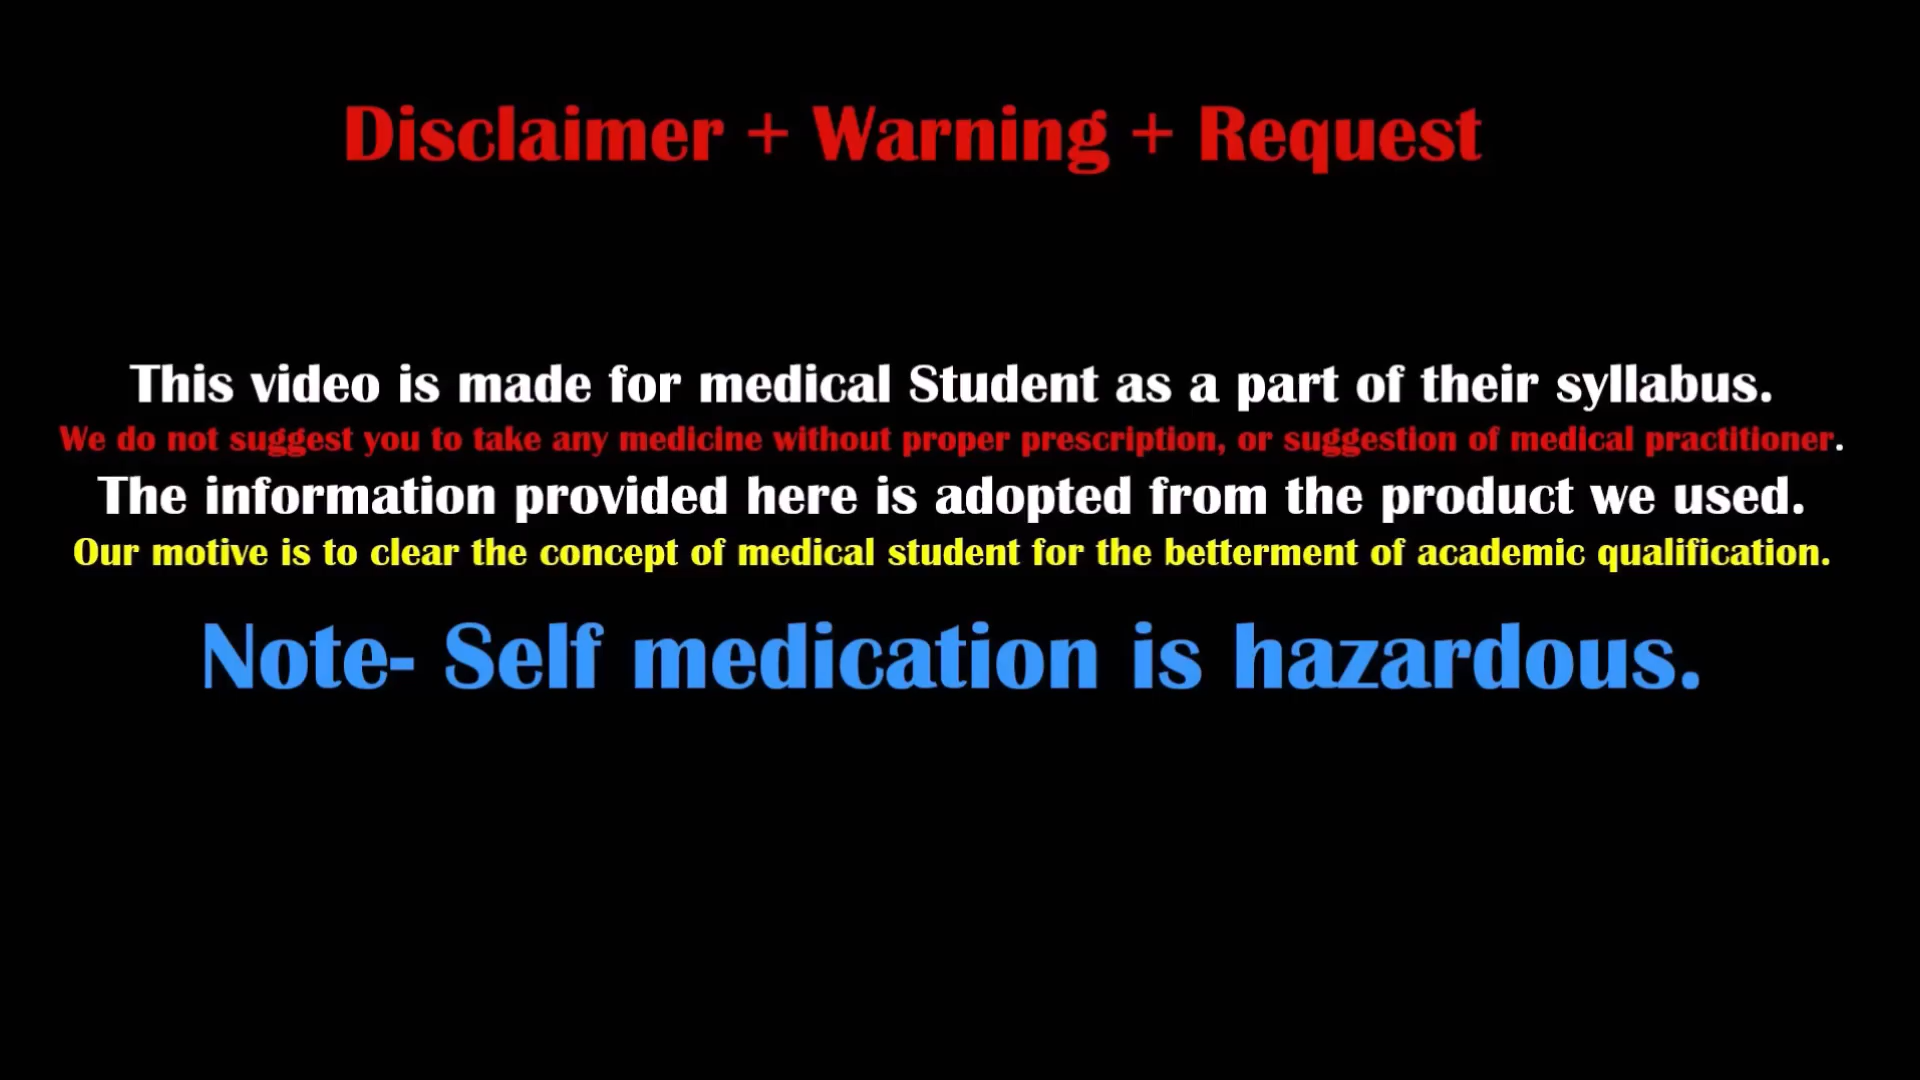 Disclaimer + Warning + Request
This video is made for medical Student as a part of their syllabus.
We do not suggest you to take any medicine without proper prescription, or suggestion of medical practitioner.
The information provided here is adopted from the product we used.
Our motive is to clear the concept of medical student for the betterment of academic qualification.
Note- Self medication is hazardous.